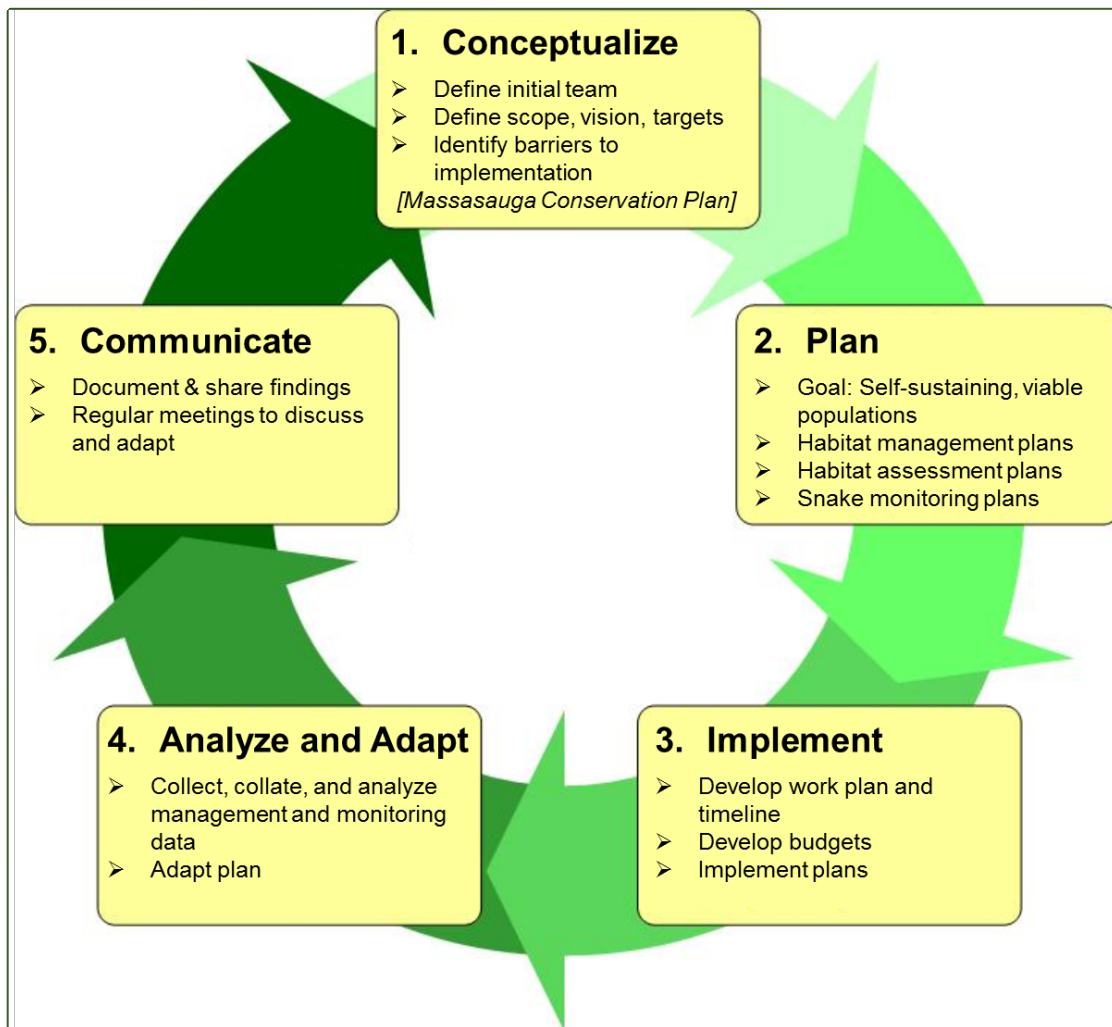 1. Conceptualize
➢ Define initial team
➢ Define scope, vision, targets
➢ Identify barriers to
implementation
[Massasauga Conservation Plan]
2. Plan
➢ Goal: Self-sustaining, viable
populations
➢ Habitat management plans
➢ Habitat assessment plans
➢ Snake monitoring plans
3. Implement
➢ Develop work plan and
timeline
➢ Develop budgets
➢ Implement plans
4. Analyze and Adapt
➢ Collect, collate, and analyze
management and monitoring
data
➢ Adapt plan
5. Communicate
➢ Document & share findings
➢ Regular meetings to discuss
and adapt